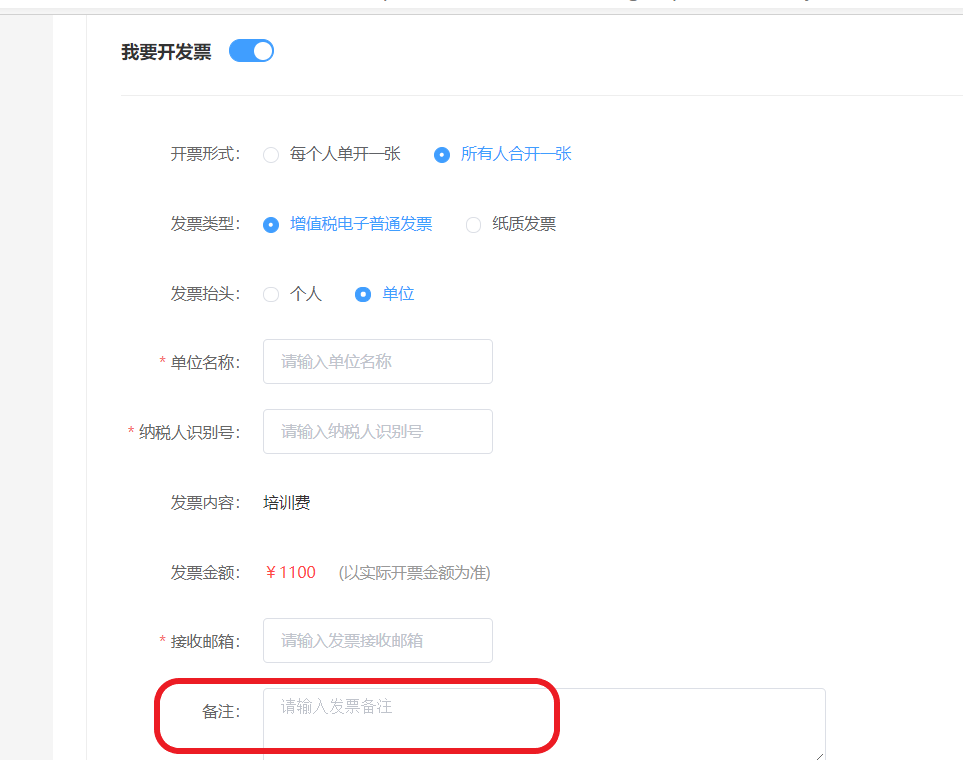 我要开发票
开票形式： 每个人单开一张 所有人合开一张
发票类型： 增值税电子普通发票 纸质发票
发票抬头： 个人 单位
* 单位名称： 请输入单位名称
* 纳税人识别号： 请输入纳税人识别号
发票内容： 培训费
发票金额： ￥1100 (以实际开票金额为准)
* 接收邮箱： 请输入发票接收邮箱
备注： 请输入发票备注